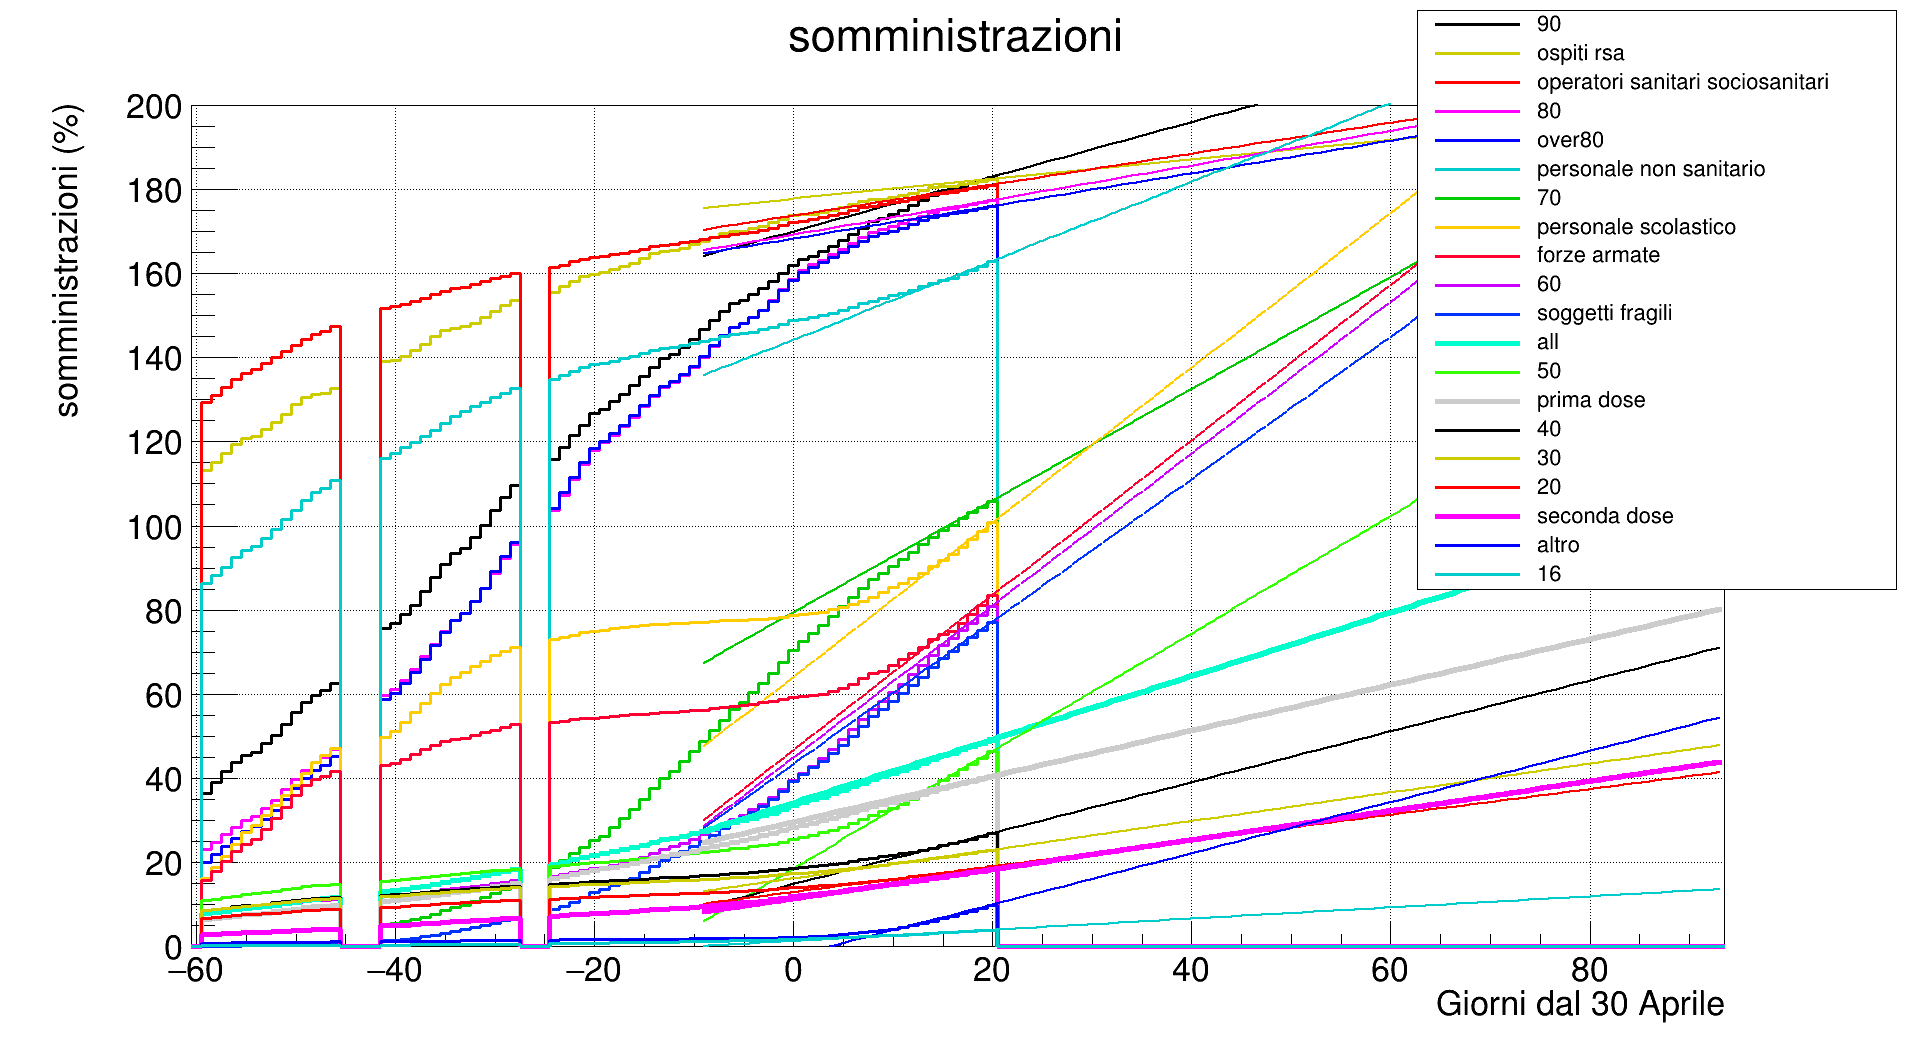 somministrazioni
somministrazioni (%)
200
180
160
140
120
100
80
60
40
20
0
−60
−40
−20
0
20
40
60
80
Giorni dal 30 Aprile
90
ospiti rsa
operatori sanitari sociosanitari
80
over80
personale non sanitario
70
personale scolastico
forze armate
60
soggetti fragili
all
50
prima dose
40
30
20
seconda dose
altro
16